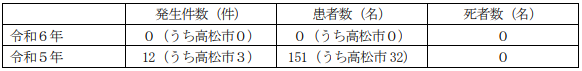 発生件数（件） 患者数（名） 死者数（名）
令和６年 ０（うち高松市０） ０（うち高松市０） ０
令和５年 12（うち高松市３） 151（うち高松市 32） ０